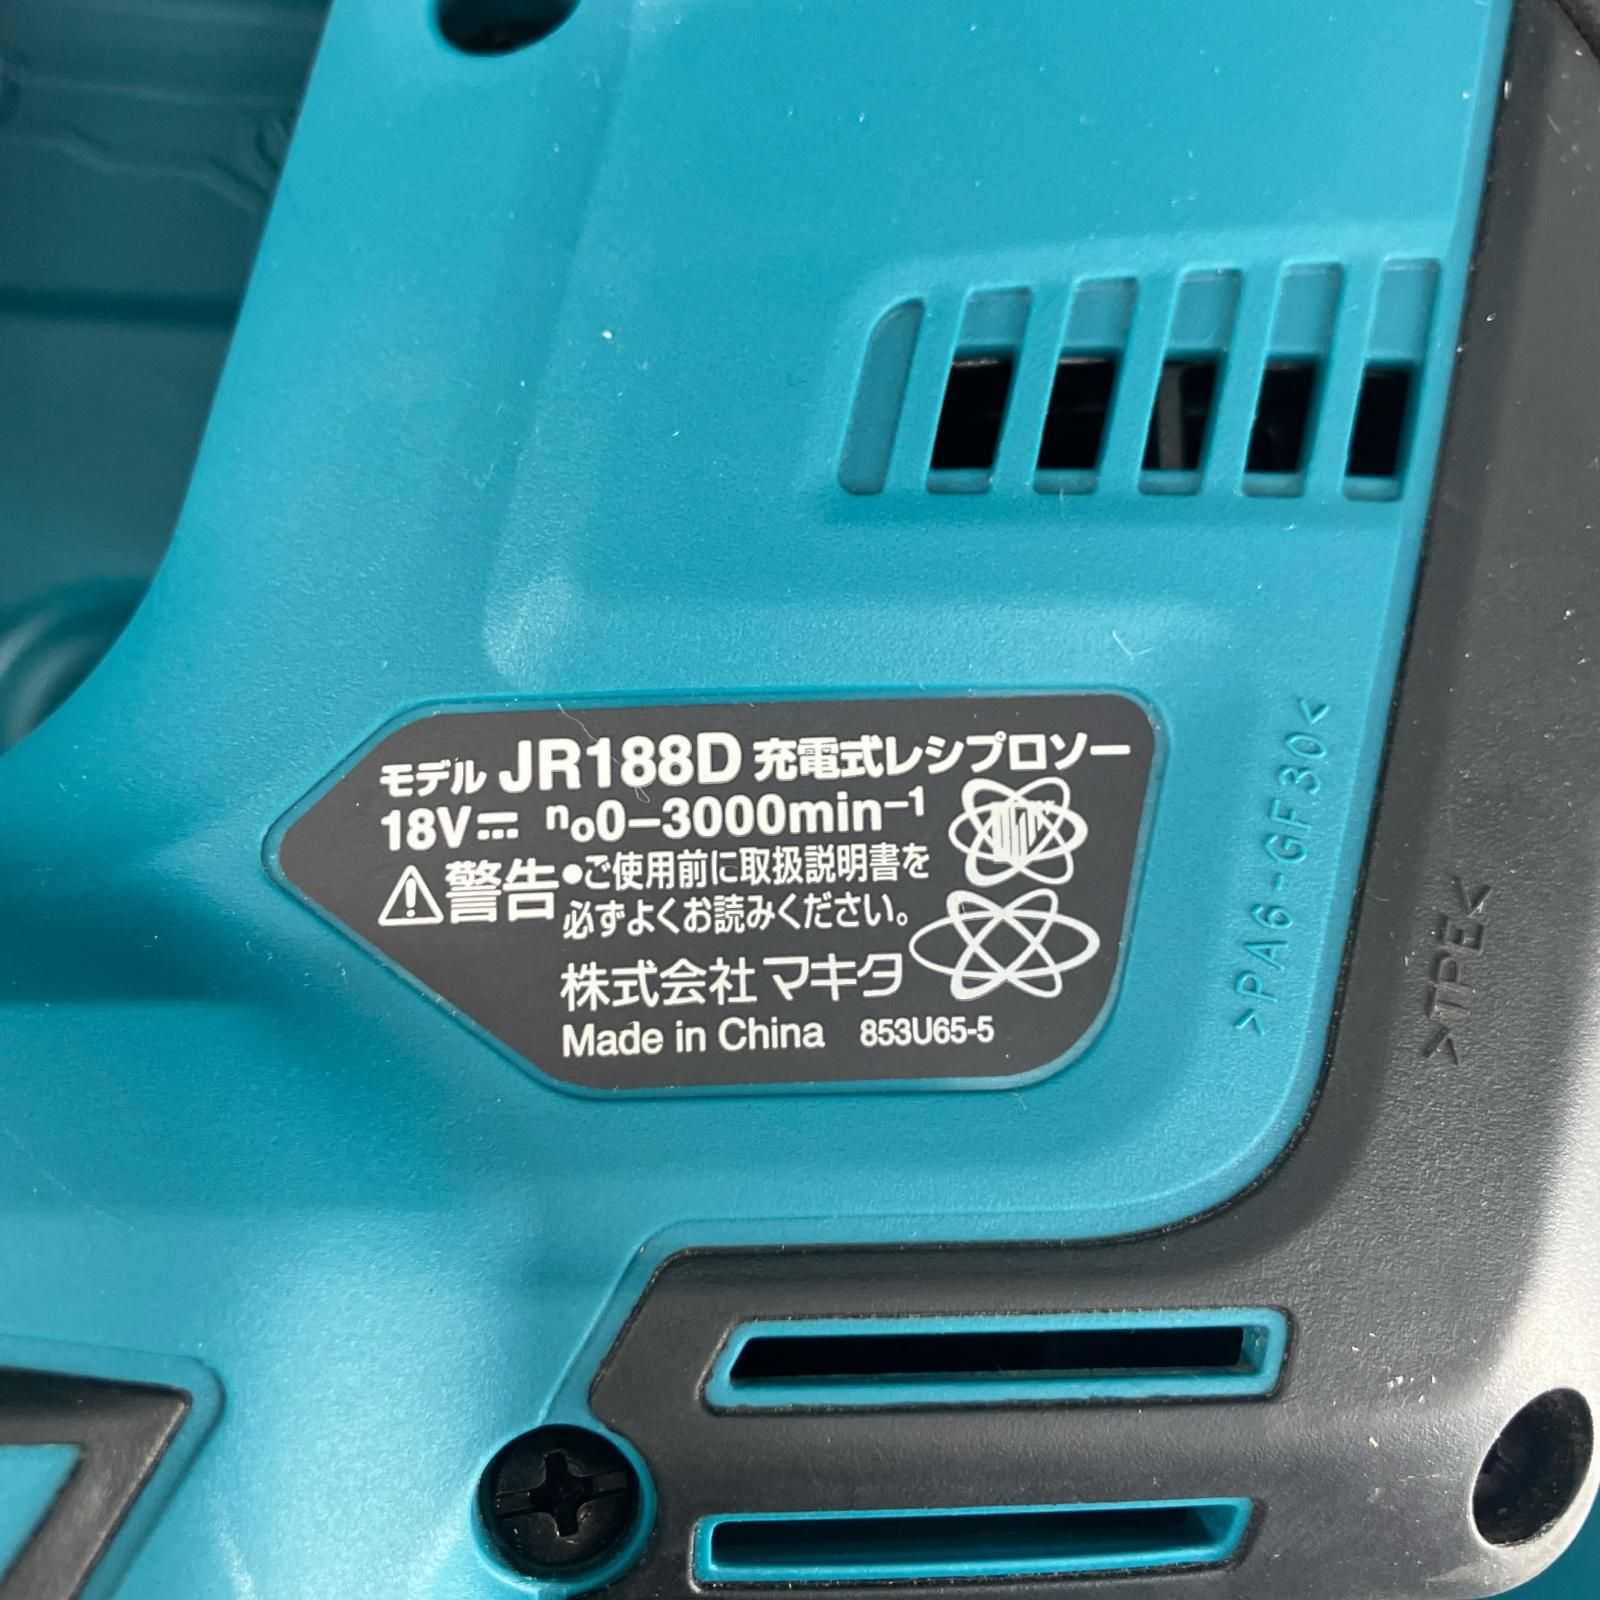 モデル JR188D 充電式レシプロソー
18V⎓ no0−3000min−1
⚠警告 ●ご使用前に取扱説明書を
必ずよくお読みください。
株式会社マキタ
Made in China 853U65-5
>PA6-GF30<
>TPE<